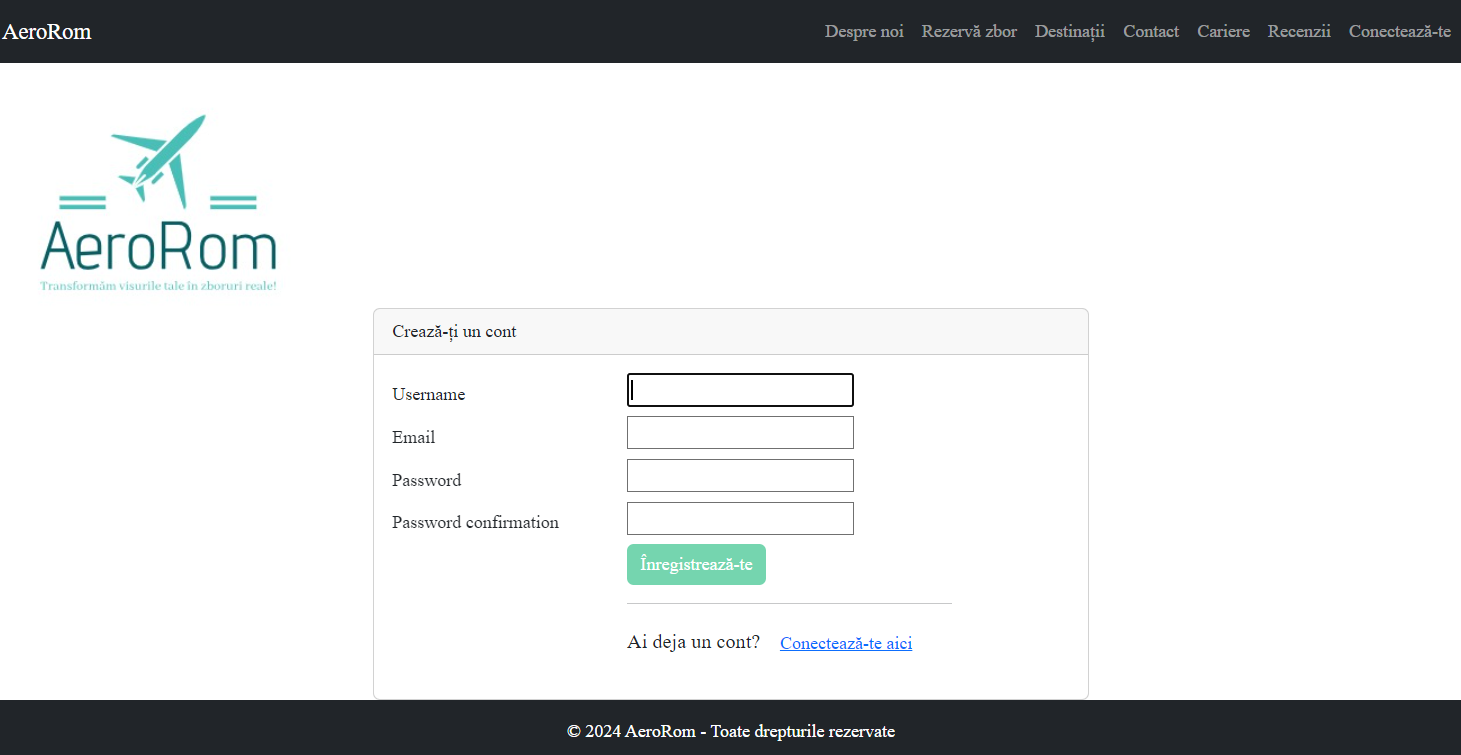 AeroRom Despre noi Rezervă zbor Destinații Contact Cariere Recenzii Conectează-te
AeroRom
Transformăm visurile tale în zboruri reale!
Crează-ți un cont
Username
Email
Password
Password confirmation
Înregistrează-te
Ai deja un cont? Conectează-te aici
© 2024 AeroRom - Toate drepturile rezervate